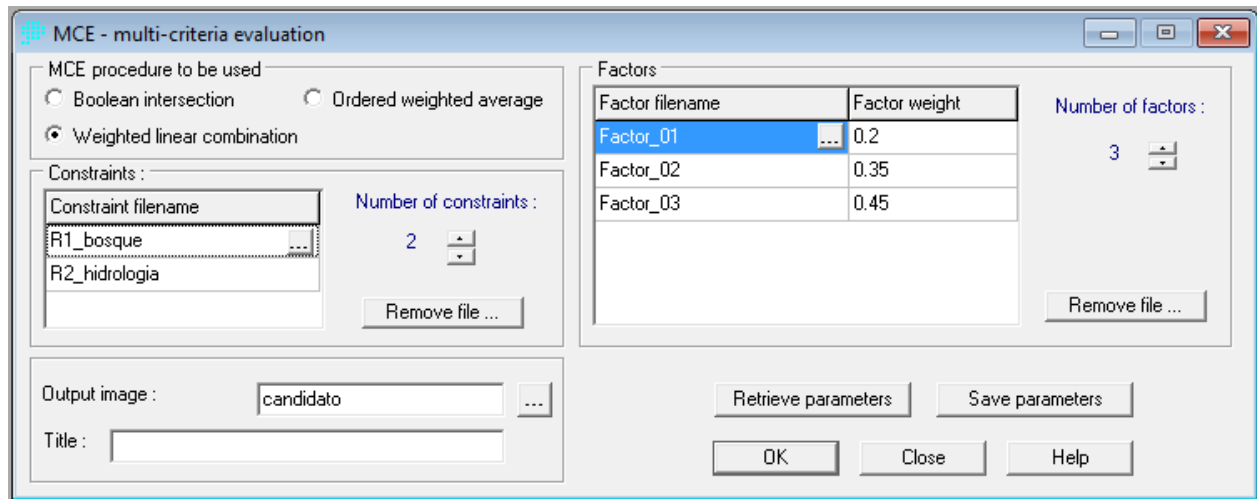 MCE - multi-criteria evaluation
MCE procedure to be used
Boolean intersection
Ordered weighted average
Weighted linear combination
Constraints :
Constraint filename
R1_bosque
...
R2_hidrologia
Number of constraints :
2
Remove file ...
Output image :
candidato
...
Title :
Factors
Factor filename
Factor weight
Factor_01
...
0.2
Factor_02
0.35
Factor_03
0.45
Number of factors :
3
Remove file ...
Retrieve parameters
Save parameters
OK
Close
Help